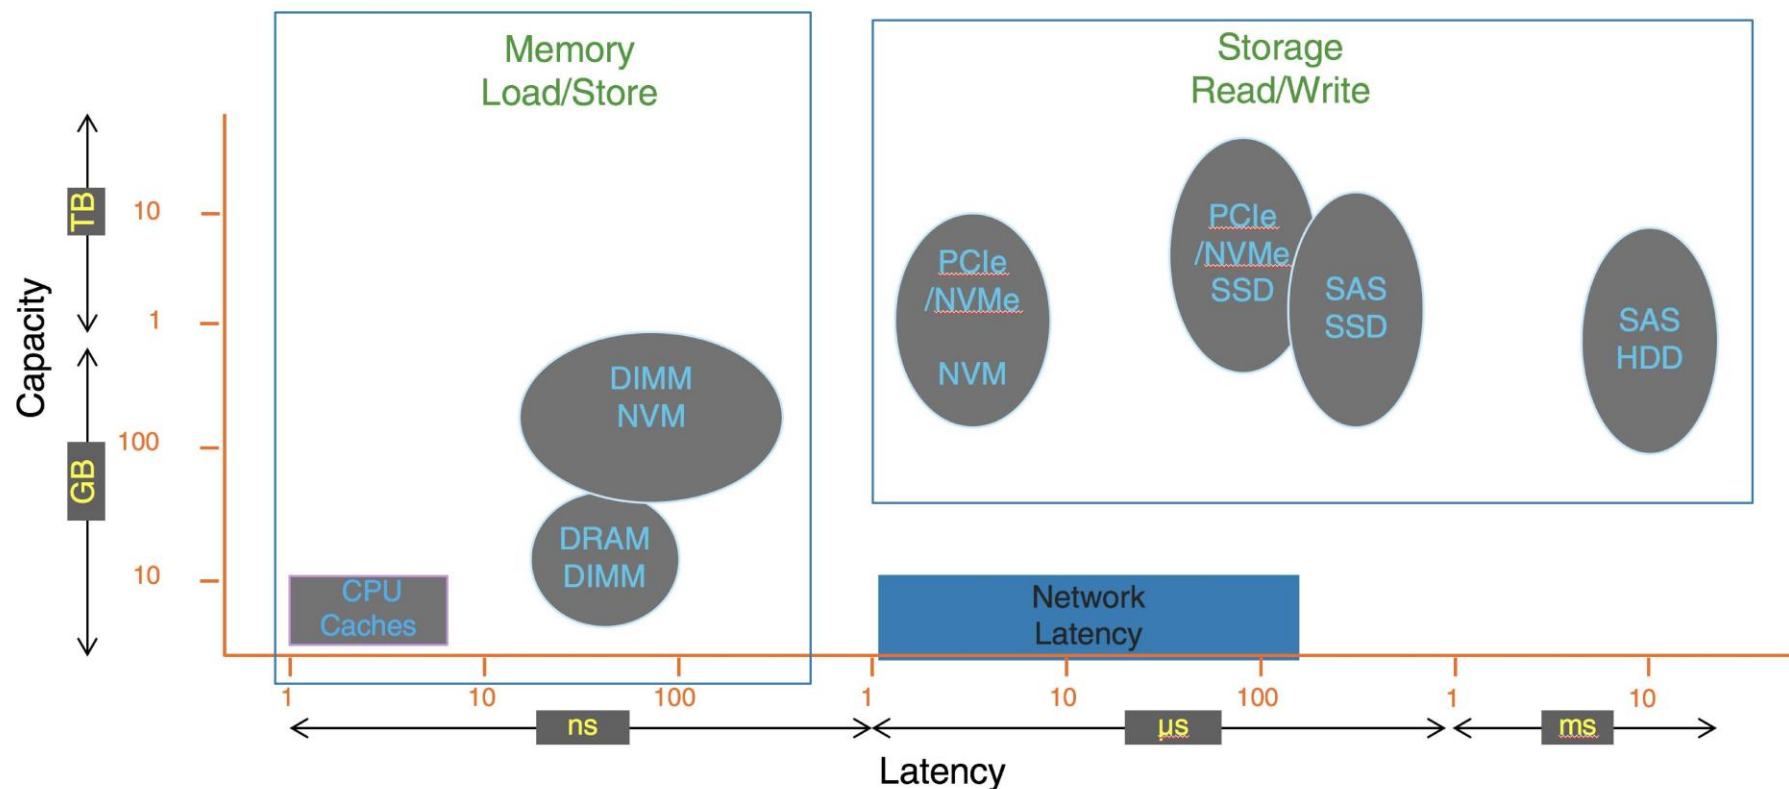 Memory
Load/Store
Storage
Read/Write
Capacity
TB
GB
10
1
100
10
PCIe
/NVMe
NVM
PCIe
/NVMe
SSD
SAS
SSD
SAS
HDD
DIMM
NVM
DRAM
DIMM
CPU
Caches
Network
Latency
1
10
100
1
10
100
1
10
ns
µs
ms
Latency